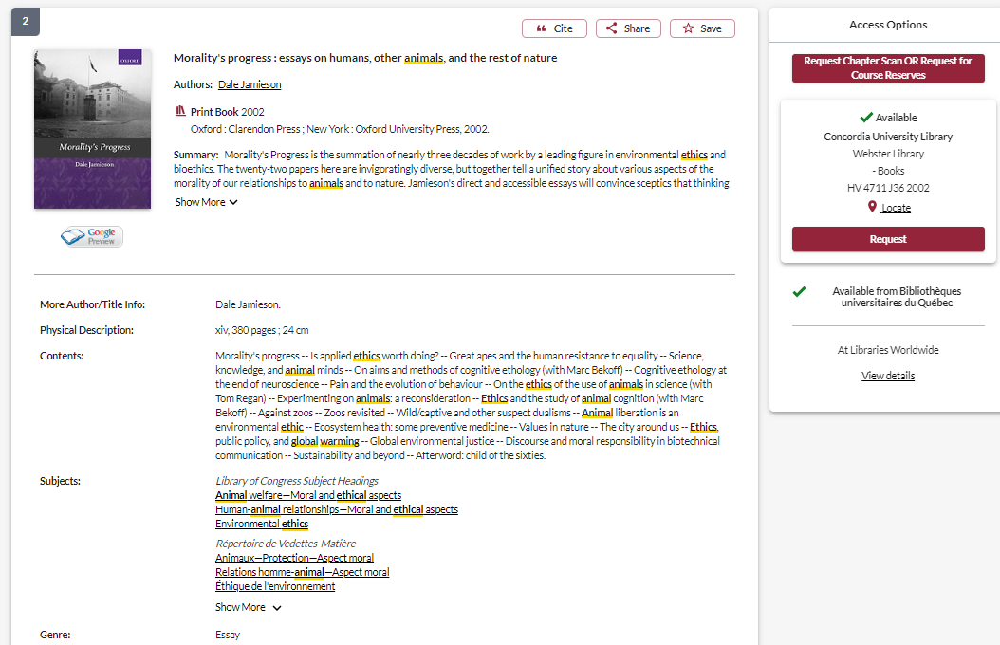 2
Cite
Share
Save
OXFORD
Morality's Progress
Dale Jamieson
Google
Preview
Morality's progress : essays on humans, other animals, and the rest of nature
Authors: Dale Jamieson
Print Book 2002
Oxford : Clarendon Press ; New York : Oxford University Press, 2002.
Summary: Morality's Progress is the summation of nearly three decades of work by a leading figure in environmental ethics and
bioethics. The twenty-two papers here are invigoratingly diverse, but together tell a unified story about various aspects of the
morality of our relationships to animals and to nature. Jamieson's direct and accessible essays will convince sceptics that thinking
Show More
More Author/Title Info: Dale Jamieson.
Physical Description: xiv, 380 pages ; 24 cm
Contents: Morality's progress -- Is applied ethics worth doing? -- Great apes and the human resistance to equality -- Science,
knowledge, and animal minds -- On aims and methods of cognitive ethology (with Marc Bekoff) -- Cognitive ethology at
the end of neuroscience -- Pain and the evolution of behaviour -- On the ethics of the use of animals in science (with
Tom Regan) -- Experimenting on animals: a reconsideration -- Ethics and the study of animal cognition (with Marc
Bekoff) -- Against zoos -- Zoos revisited -- Wild/captive and other suspect dualisms -- Animal liberation is an
environmental ethic -- Ecosystem health: some preventive medicine -- Values in nature -- The city around us -- Ethics,
public policy, and global warming -- Global environmental justice -- Discourse and moral responsibility in biotechnical
communication -- Sustainability and beyond -- Afterword: child of the sixties.
Subjects: Library of Congress Subject Headings
Animal welfare—Moral and ethical aspects
Human-animal relationships—Moral and ethical aspects
Environmental ethics
Répertoire de Vedettes-Matière
Animaux—Protection—Aspect moral
Relations homme-animal—Aspect moral
Éthique de l'environnement
Show More
Genre: Essay
Access Options
Request Chapter Scan OR Request for
Course Reserves
Available
Concordia University Library
Webster Library
- Books
HV 4711 J36 2002
Locate
Request
Available from Bibliothèques
universitaires du Québec
At Libraries Worldwide
View details